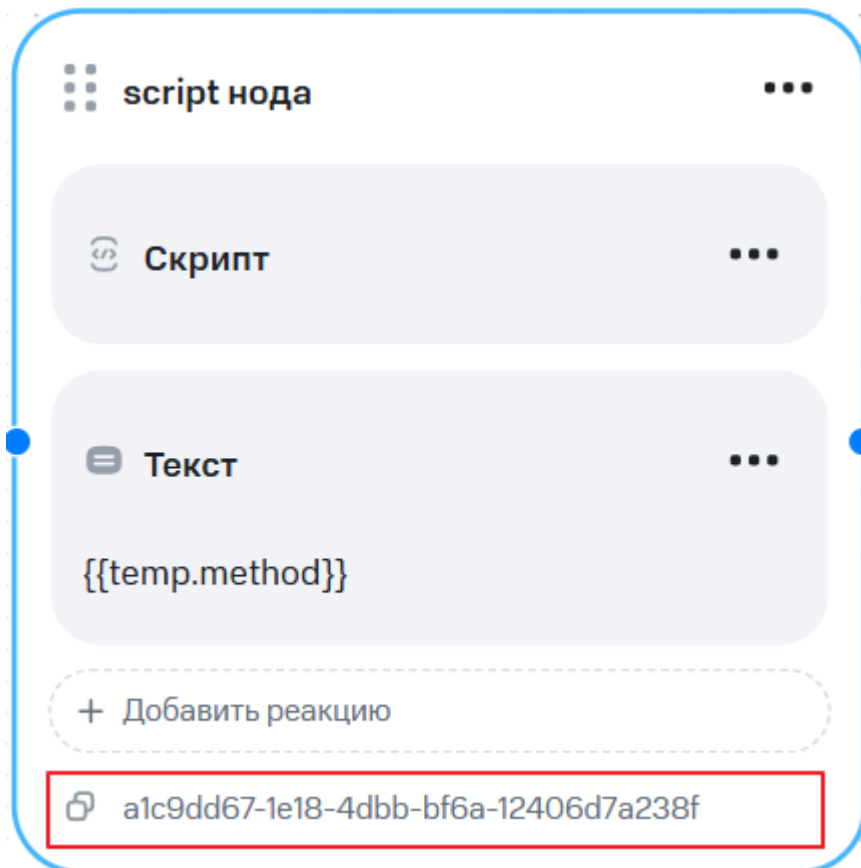 script нода
Скрипт
Текст
{{temp.method}}
+ Добавить реакцию
a1c9dd67-1e18-4dbb-bf6a-12406d7a238f